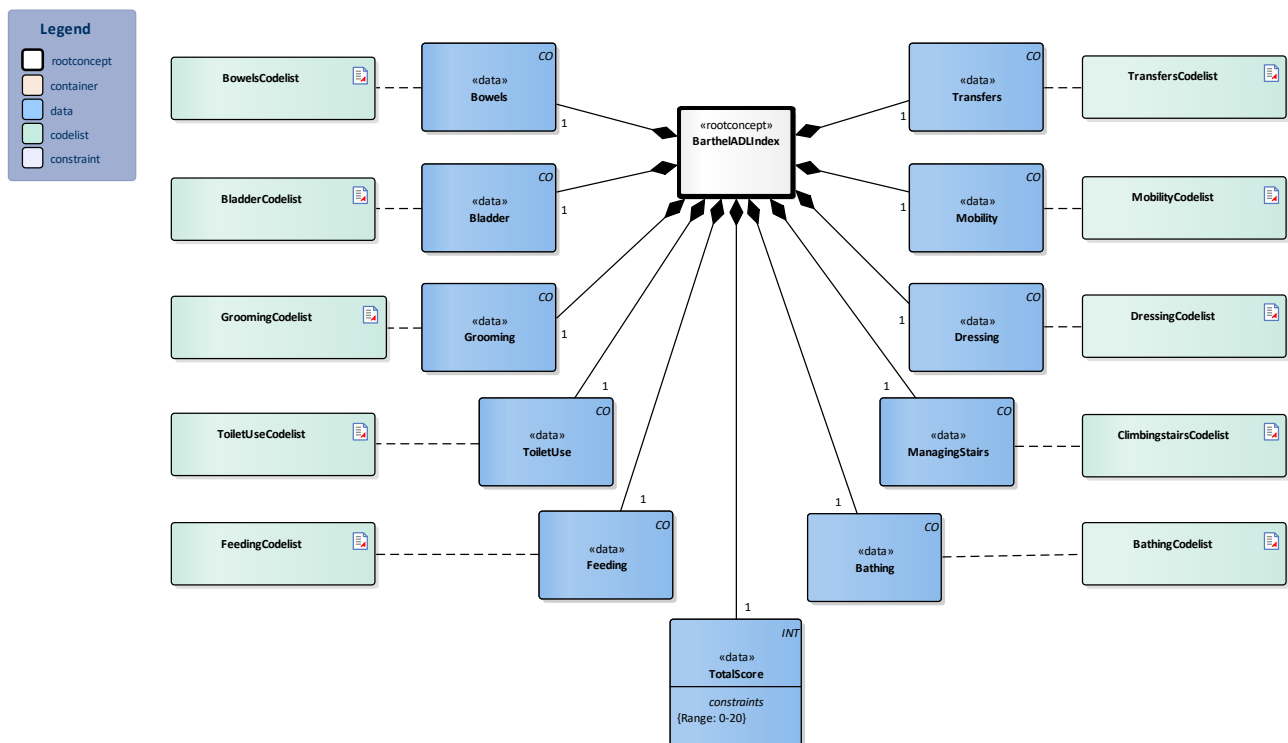 Legend
rootconcept
container
data
codelist
constraint
BowelsCodelist
CO
«data»
Bowels
1
«rootconcept»
BarthelADLIndex
CO
«data»
Transfers
1
TransfersCodelist
BladderCodelist
CO
«data»
Bladder
1
CO
«data»
Mobility
1
MobilityCodelist
GroomingCodelist
CO
«data»
Grooming
1
CO
«data»
Dressing
1
DressingCodelist
ToiletUseCodelist
1
CO
«data»
ToiletUse
1
CO
«data»
ManagingStairs
ClimbingstairsCodelist
FeedingCodelist
1
CO
«data»
Feeding
1
CO
«data»
Bathing
BathingCodelist
1
INT
«data»
TotalScore
constraints
{Range: 0-20}